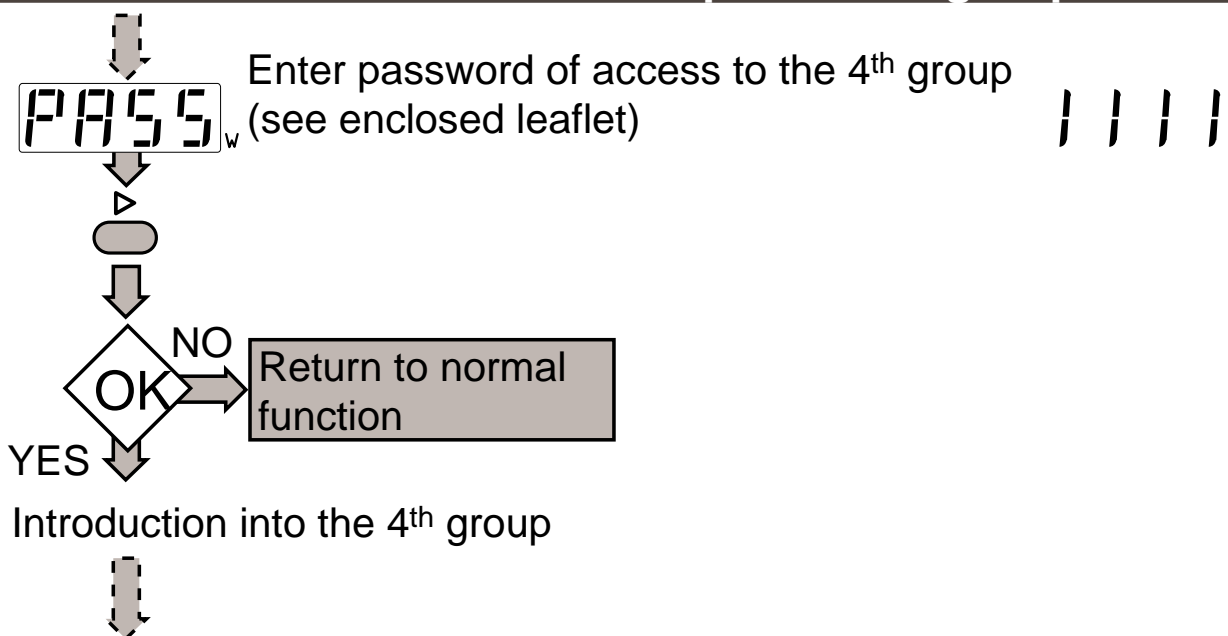 Enter password of access to the 4th group
PASS w (see enclosed leaflet) 1111
NO
OK Return to normal
function
YES
Introduction into the 4th group